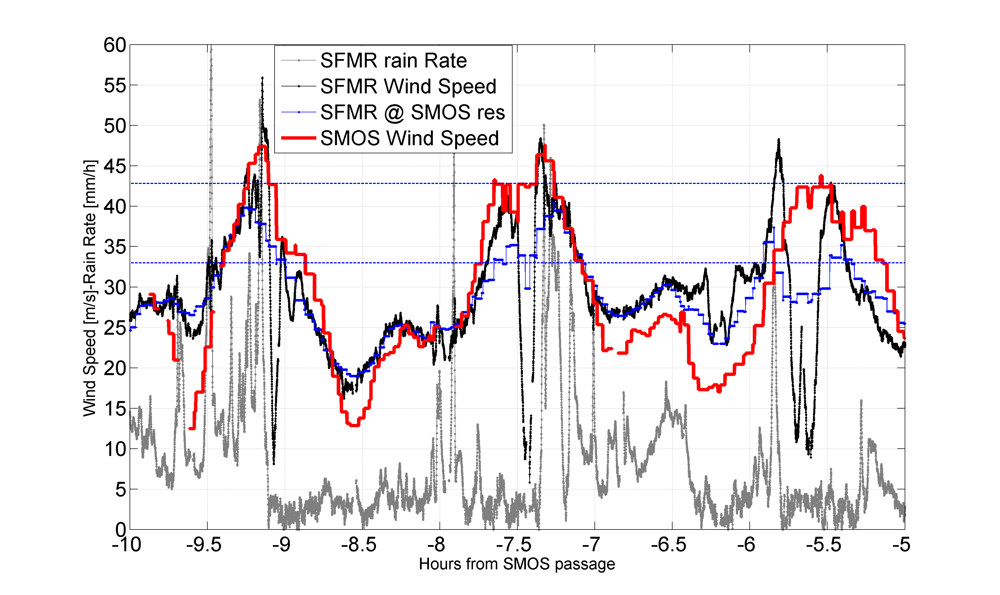 60
55
50
45
40
35
30
25
20
15
10
5
0
Wind Speed [m/s]-Rain Rate [mm/h]
SFMR rain Rate
SFMR Wind Speed
SFMR @ SMOS res
SMOS Wind Speed
-10 -9.5 -9 -8.5 -8 -7.5 -7 -6.5 -6 -5.5 -5
Hours from SMOS passage